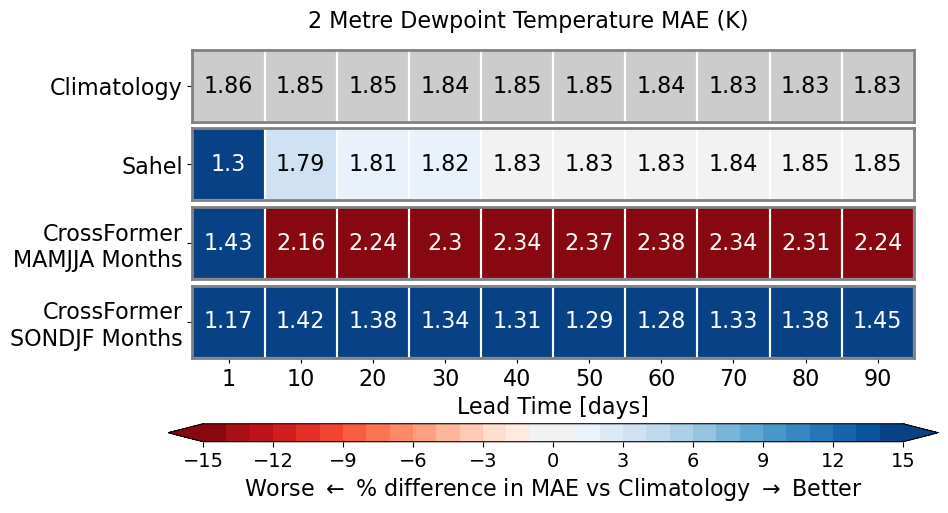 2 Metre Dewpoint Temperature MAE (K)
Climatology 1.86 1.85 1.85 1.84 1.85 1.85 1.84 1.83 1.83 1.83
Sahel 1.3 1.79 1.81 1.82 1.83 1.83 1.83 1.84 1.85 1.85
CrossFormer
MAMJJA Months 1.43 2.16 2.24 2.3 2.34 2.37 2.38 2.34 2.31 2.24
CrossFormer
SONDJF Months 1.17 1.42 1.38 1.34 1.31 1.29 1.28 1.33 1.38 1.45
1 10 20 30 40 50 60 70 80 90
Lead Time [days]
−15 −12 −9 −6 −3 0 3 6 9 12 15
Worse ← % difference in MAE vs Climatology → Better